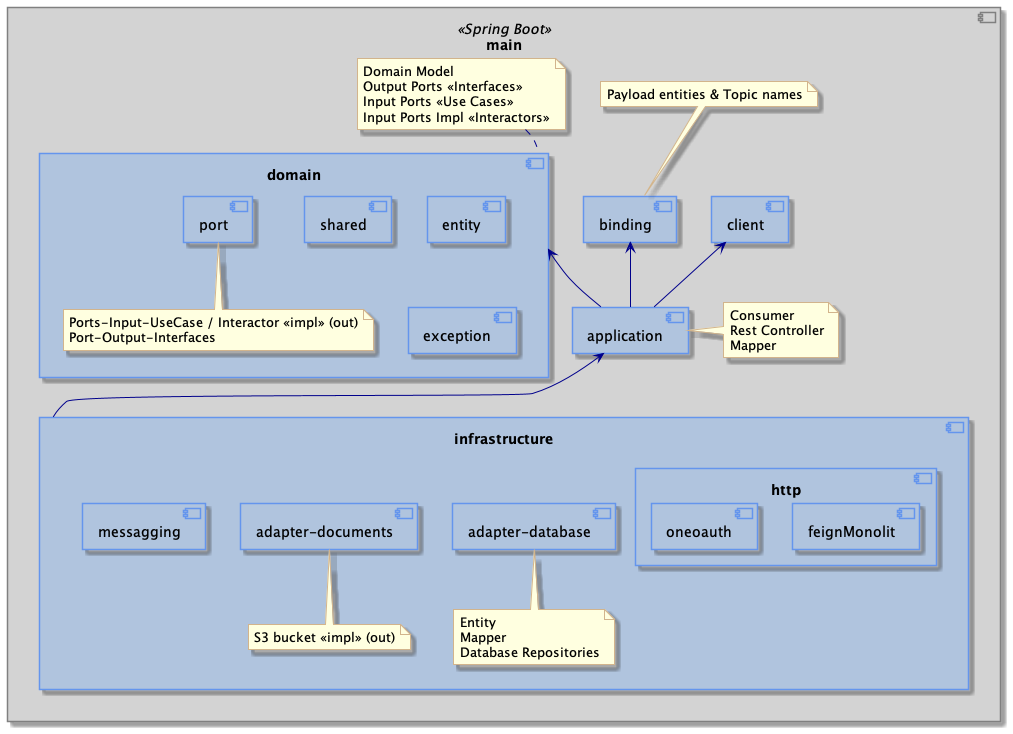 «Spring Boot»
main
Domain Model
Output Ports «Interfaces»
Input Ports «Use Cases»
Input Ports Impl «Interactors»
Payload entities & Topic names
domain
port
shared
entity
binding
client
Ports-Input-UseCase / Interactor «impl» (out)
Port-Output-Interfaces
exception
application
Consumer
Rest Controller
Mapper
infrastructure
http
messagging
adapter-documents
adapter-database
oneoauth
feignMonolit
S3 bucket «impl» (out)
Entity
Mapper
Database Repositories